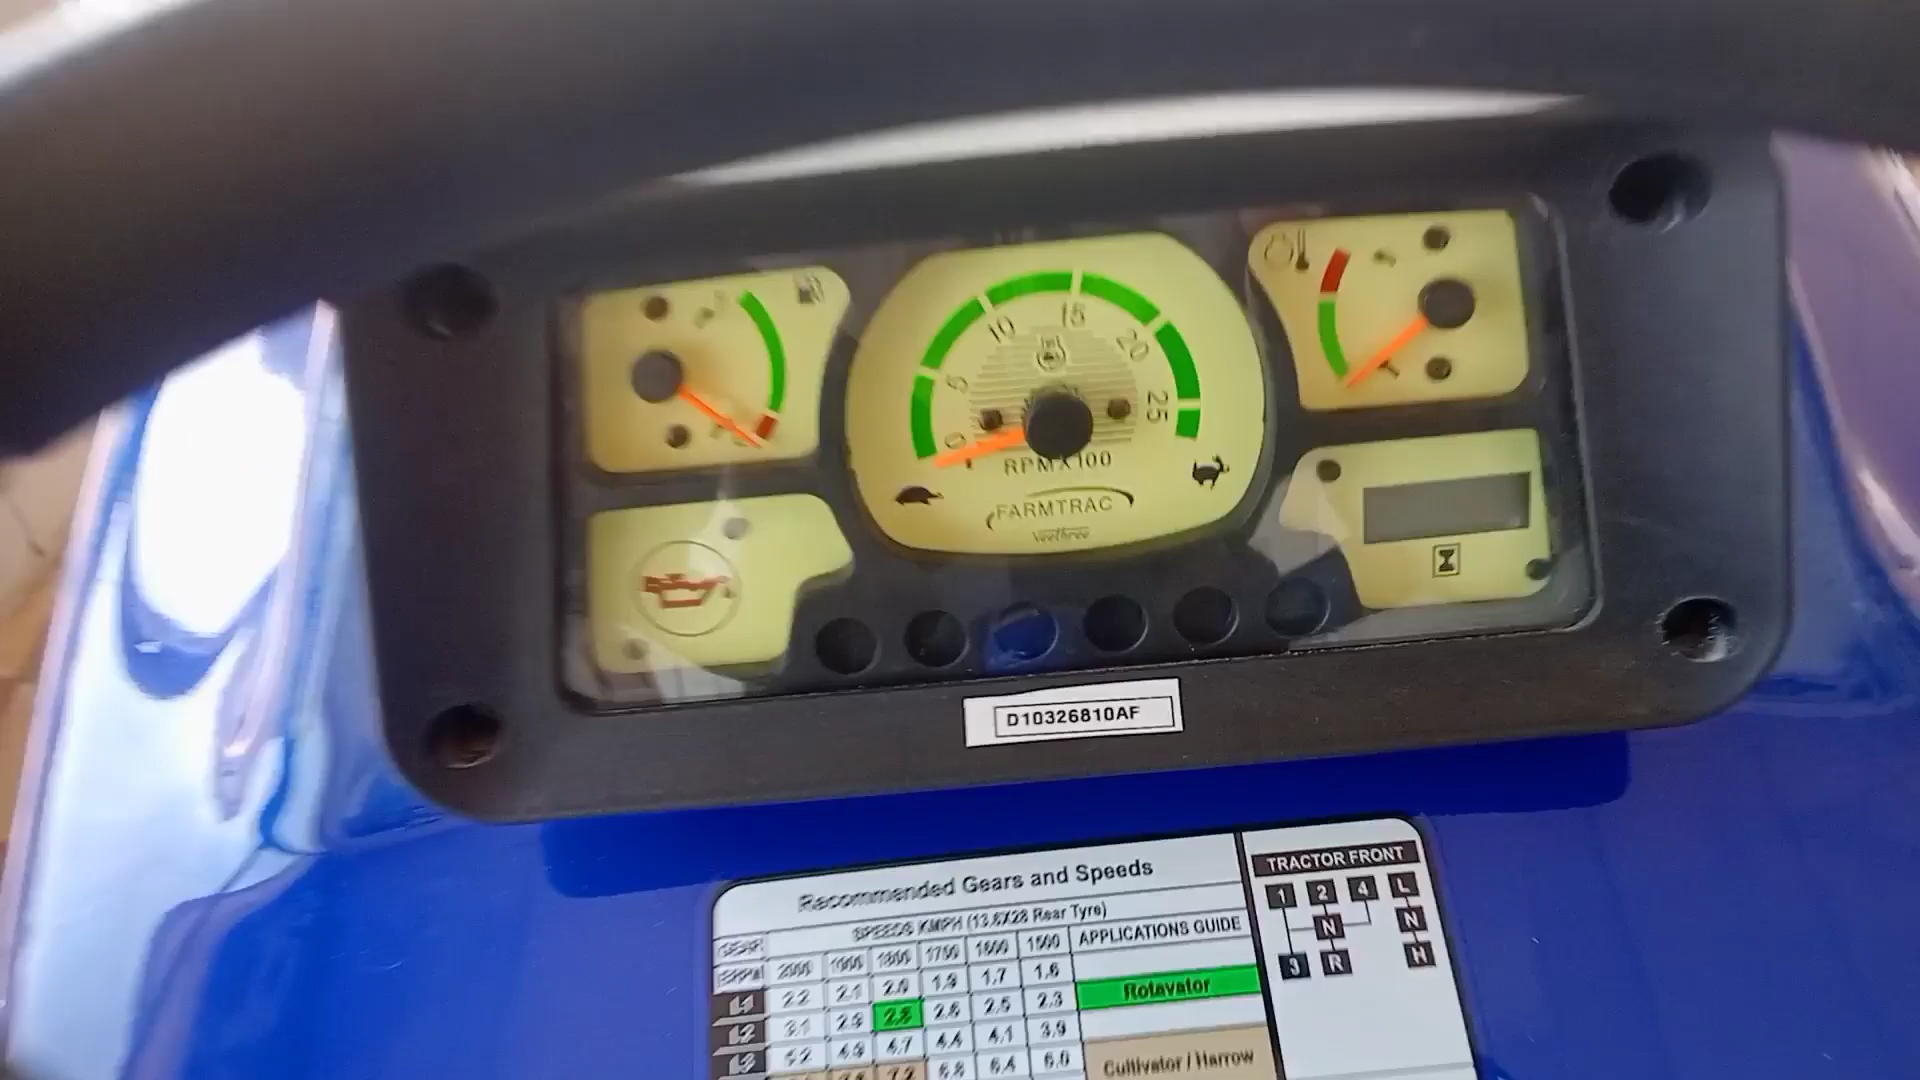 0 5 10 15 20 25
RPM X 100
FARMTRAC
Veethree
D10326810AF
Recommended Gears and Speeds
SPEEDS KMPH (13.6X28 Rear Tyre)
GEAR
APPLICATIONS GUIDE
ERPM 2000 1900 1800 1700 1600 1500
L1 2.2 2.1 2.0 1.9 1.7 1.6
Rotavator
L2 3.1 2.9 2.8 2.6 2.5 2.3
L3 5.2 4.9 4.7 4.4 4.1 3.9
7.2 6.8 6.4 6.0
Cultivator / Harrow
TRACTOR FRONT
1 2 4 L
N N
3 R H